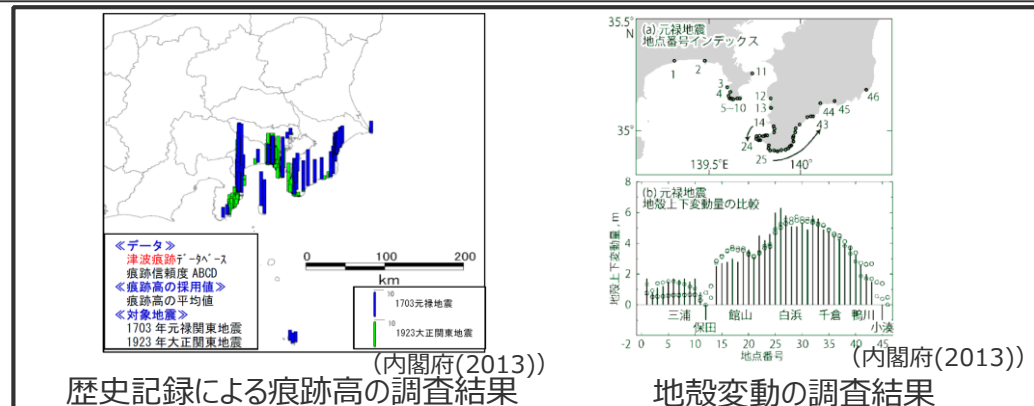 ≪データ≫
津波痕跡データベース
痕跡信頼度 ABCD
≪痕跡高の採用値≫
痕跡高の平均値
≪対象地震≫
1703 年元禄関東地震
1923 年大正関東地震
0 100 200
km
10
1703元禄地震
10
1923大正関東地震
(内閣府(2013))
歴史記録による痕跡高の調査結果
35.5°
N
(a) 元禄地震
地点番号インデックス
1
2
11
3
4
5~10
12
13
14
24
25
43
44
45
46
35°
139.5°E
140°
(b) 元禄地震
地殻上下変動量の比較
地殻上下変動量, m
8
6
4
2
0
-2
三浦
保田
館山
白浜
千倉
鴨川
小湊
0 5 10 15 20 25 30 35 40 45
地点番号
(内閣府(2013))
地殻変動の調査結果